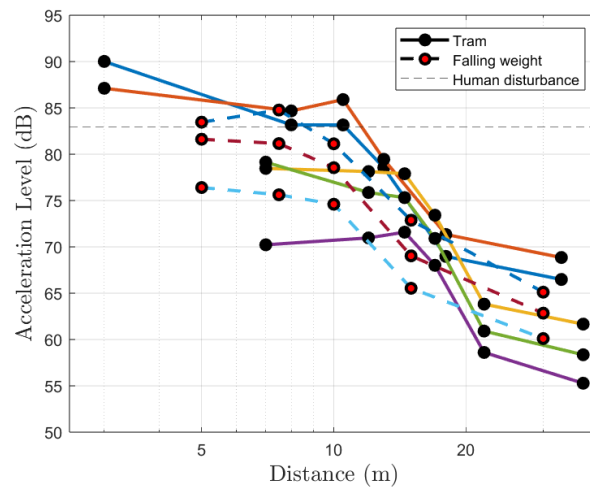 95
90
85
80
75
70
65
60
55
50
Acceleration Level (dB)
Tram
Falling weight
Human disturbance
5
10
20
Distance (m)